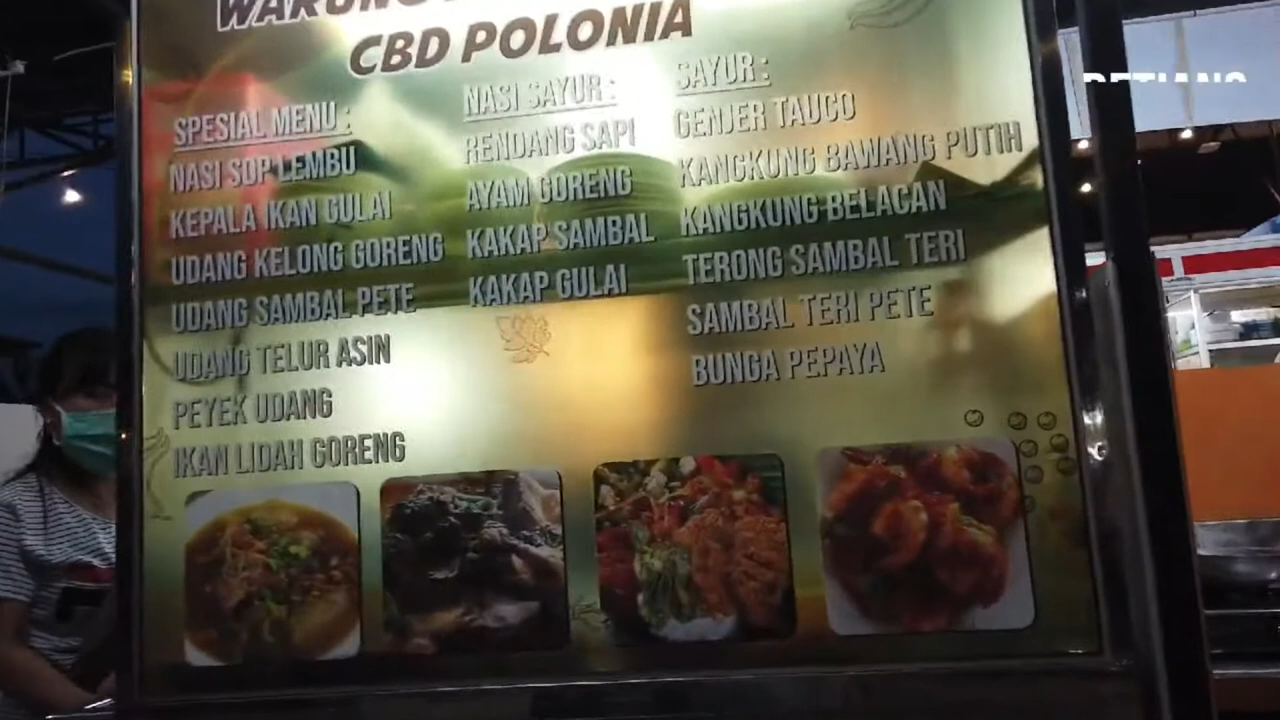 WARUNG
CBD POLONIA
SPESIAL MENU :
NASI SOP LEMBU
KEPALA IKAN GULAI
UDANG KELONG GORENG
UDANG SAMBAL PETE
UDANG TELUR ASIN
PEYEK UDANG
IKAN LIDAH GORENG
NASI SAYUR :
RENDANG SAPI
AYAM GORENG
KAKAP SAMBAL
KAKAP GULAI
SAYUR :
GENJER TAUCO
KANGKUNG BAWANG PUTIH
KANGKUNG BELACAN
TERONG SAMBAL TERI
SAMBAL TERI PETE
BUNGA PEPAYA